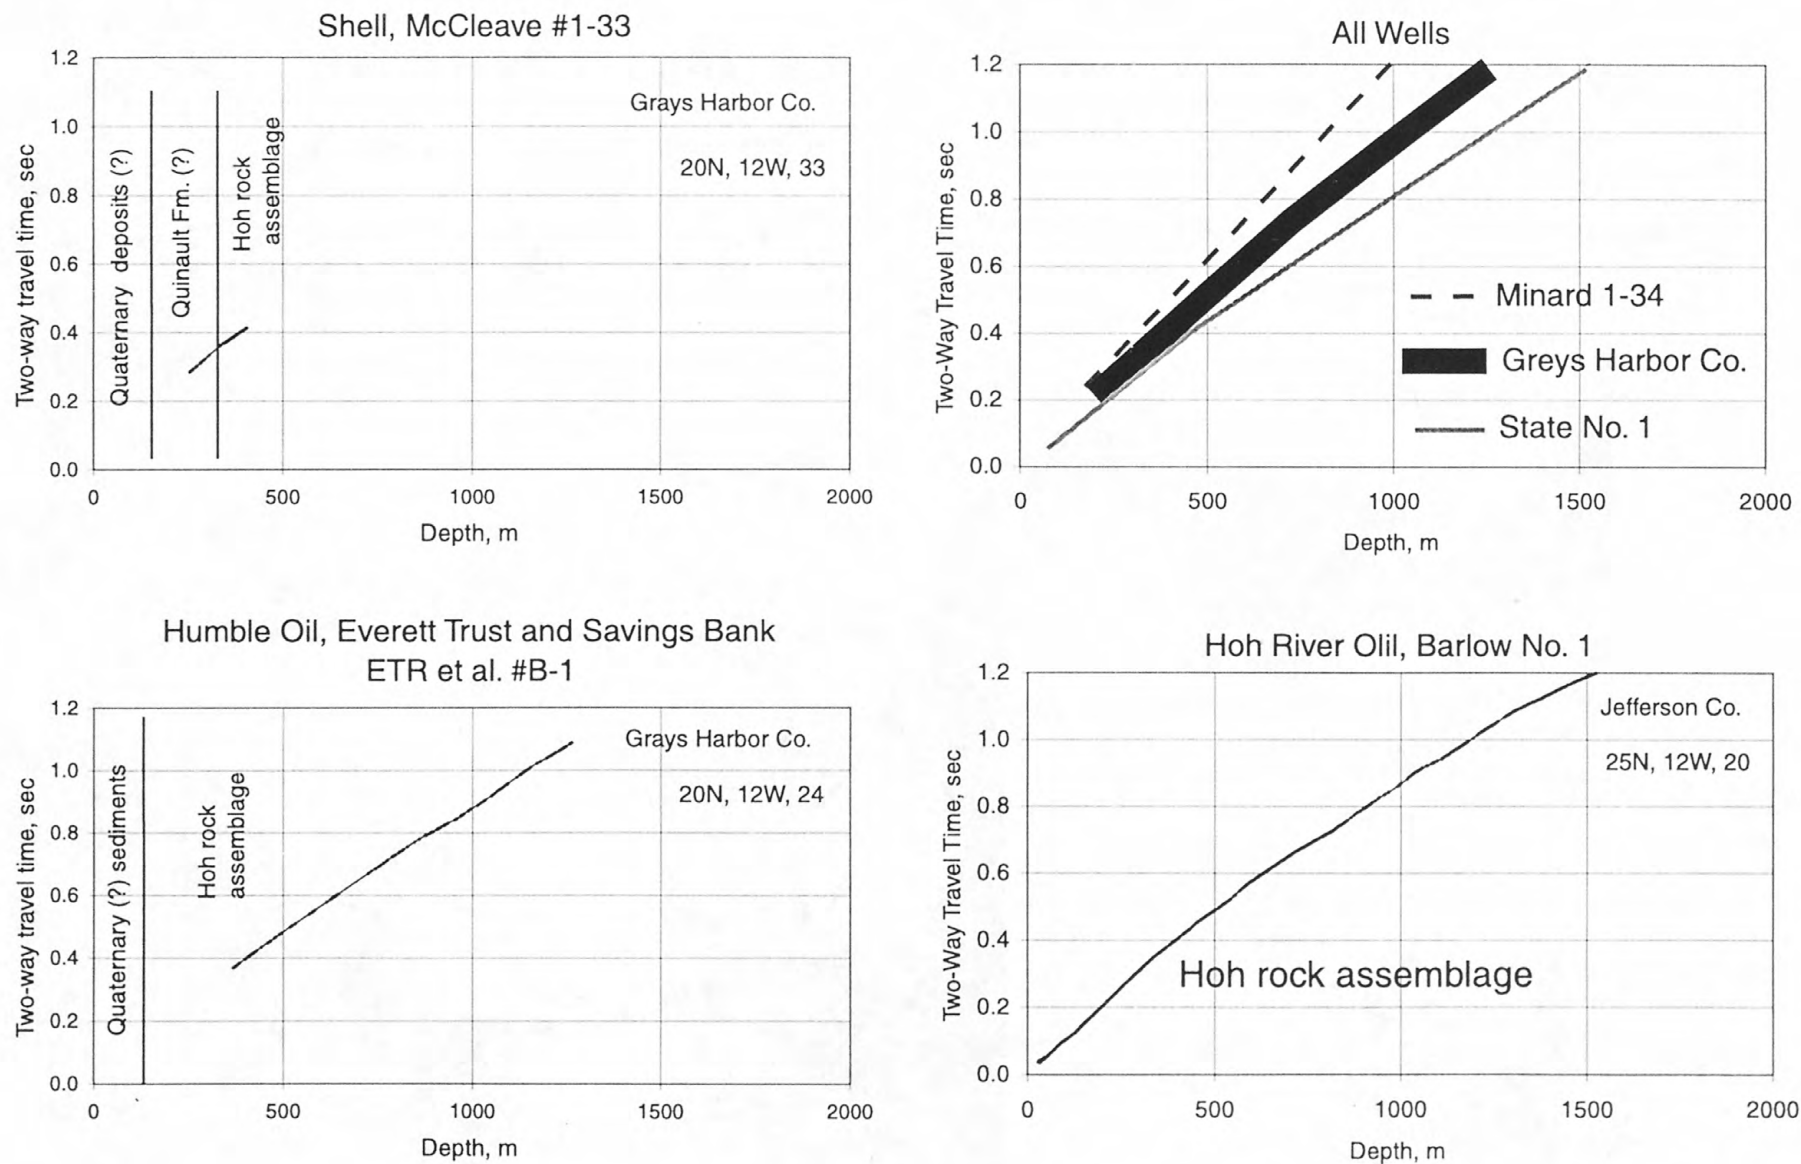 Shell, McCleave #1-33
1.2
1.0
0.8
0.6
0.4
0.2
0.0
Two-way travel time, sec
Quaternary deposits (?)
Quinault Fm. (?)
Hoh rock
assemblage
Grays Harbor Co.
20N, 12W, 33
0
500
1000
1500
2000
Depth, m
All Wells
1.2
1.0
0.8
0.6
0.4
0.2
0.0
Two-Way Travel Time, sec
Minard 1-34
Greys Harbor Co.
State No. 1
0
500
1000
1500
2000
Depth, m
Humble Oil, Everett Trust and Savings Bank
ETR et al. #B-1
1.2
1.0
0.8
0.6
0.4
0.2
0.0
Two-way travel time, sec
Quaternary (?) sediments
Hoh rock
assemblage
Grays Harbor Co.
20N, 12W, 24
0
500
1000
1500
2000
Depth, m
Hoh River Olil, Barlow No. 1
1.2
1.0
0.8
0.6
0.4
0.2
0.0
Two-Way Travel Time, sec
Jefferson Co.
25N, 12W, 20
Hoh rock assemblage
0
500
1000
1500
2000
Depth, m